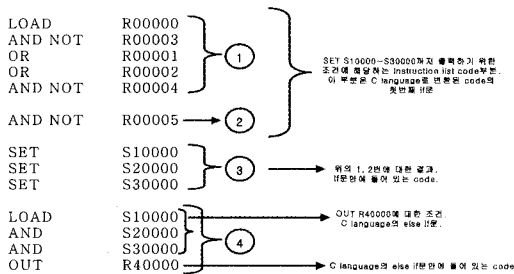 LOAD R00000
AND NOT R00003
OR R00001
OR R00002
AND NOT R00004
1
AND NOT R00005
2
SET S10000~S30000까지 출력하기 위한
조건에 해당하는 Instruction list code부분.
이 부분은 C language로 변환된 code의
첫번째 if문
SET S10000
SET S20000
SET S30000
3
위의 1, 2번에 대한 결과.
if문안에 들어 있는 code.
LOAD S10000
AND S20000
AND S30000
OUT R40000
4
OUT R40000에 대한 조건.
C language의 else if문.
C language의 else if문안에 들어 있는 code